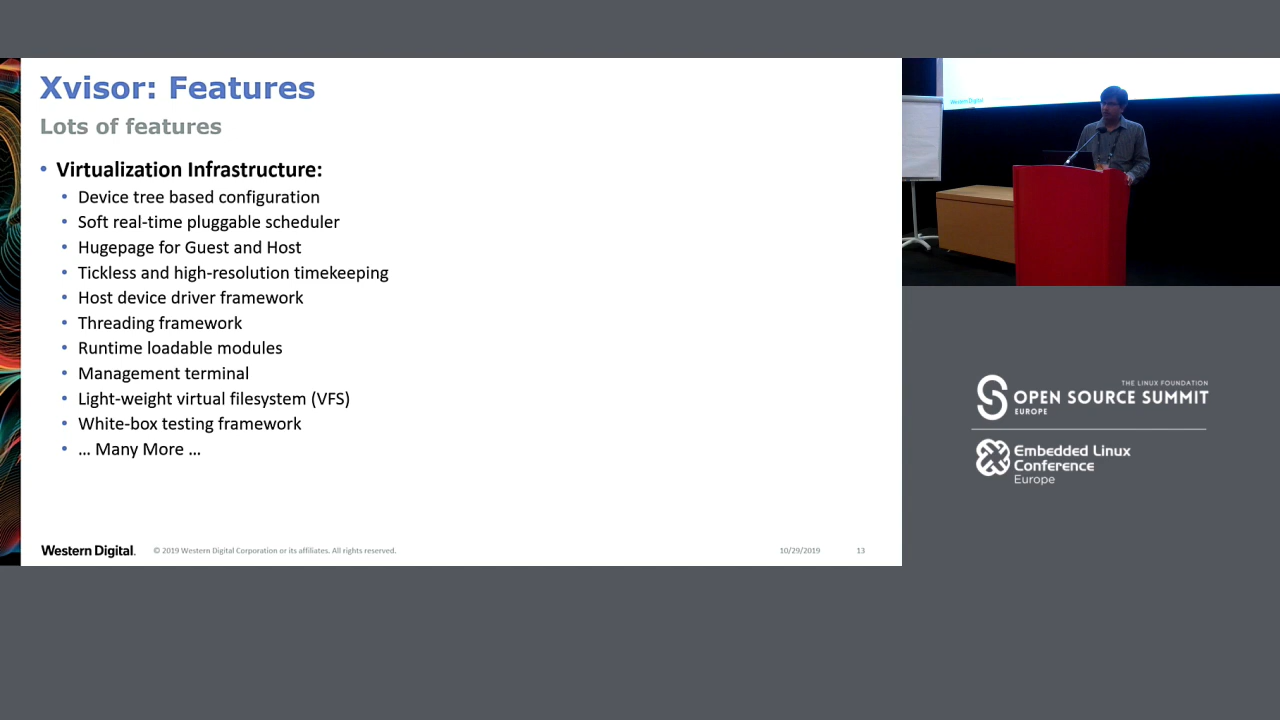 Xvisor: Features
Lots of features
• Virtualization Infrastructure:
• Device tree based configuration
• Soft real-time pluggable scheduler
• Hugepage for Guest and Host
• Tickless and high-resolution timekeeping
• Host device driver framework
• Threading framework
• Runtime loadable modules
• Management terminal
• Light-weight virtual filesystem (VFS)
• White-box testing framework
• … Many More …
Western Digital.
© 2019 Western Digital Corporation or its affiliates. All rights reserved.
10/29/2019
13
Western Digital
THE LINUX FOUNDATION
OPEN SOURCE SUMMIT
EUROPE
Embedded Linux
Conference
Europe